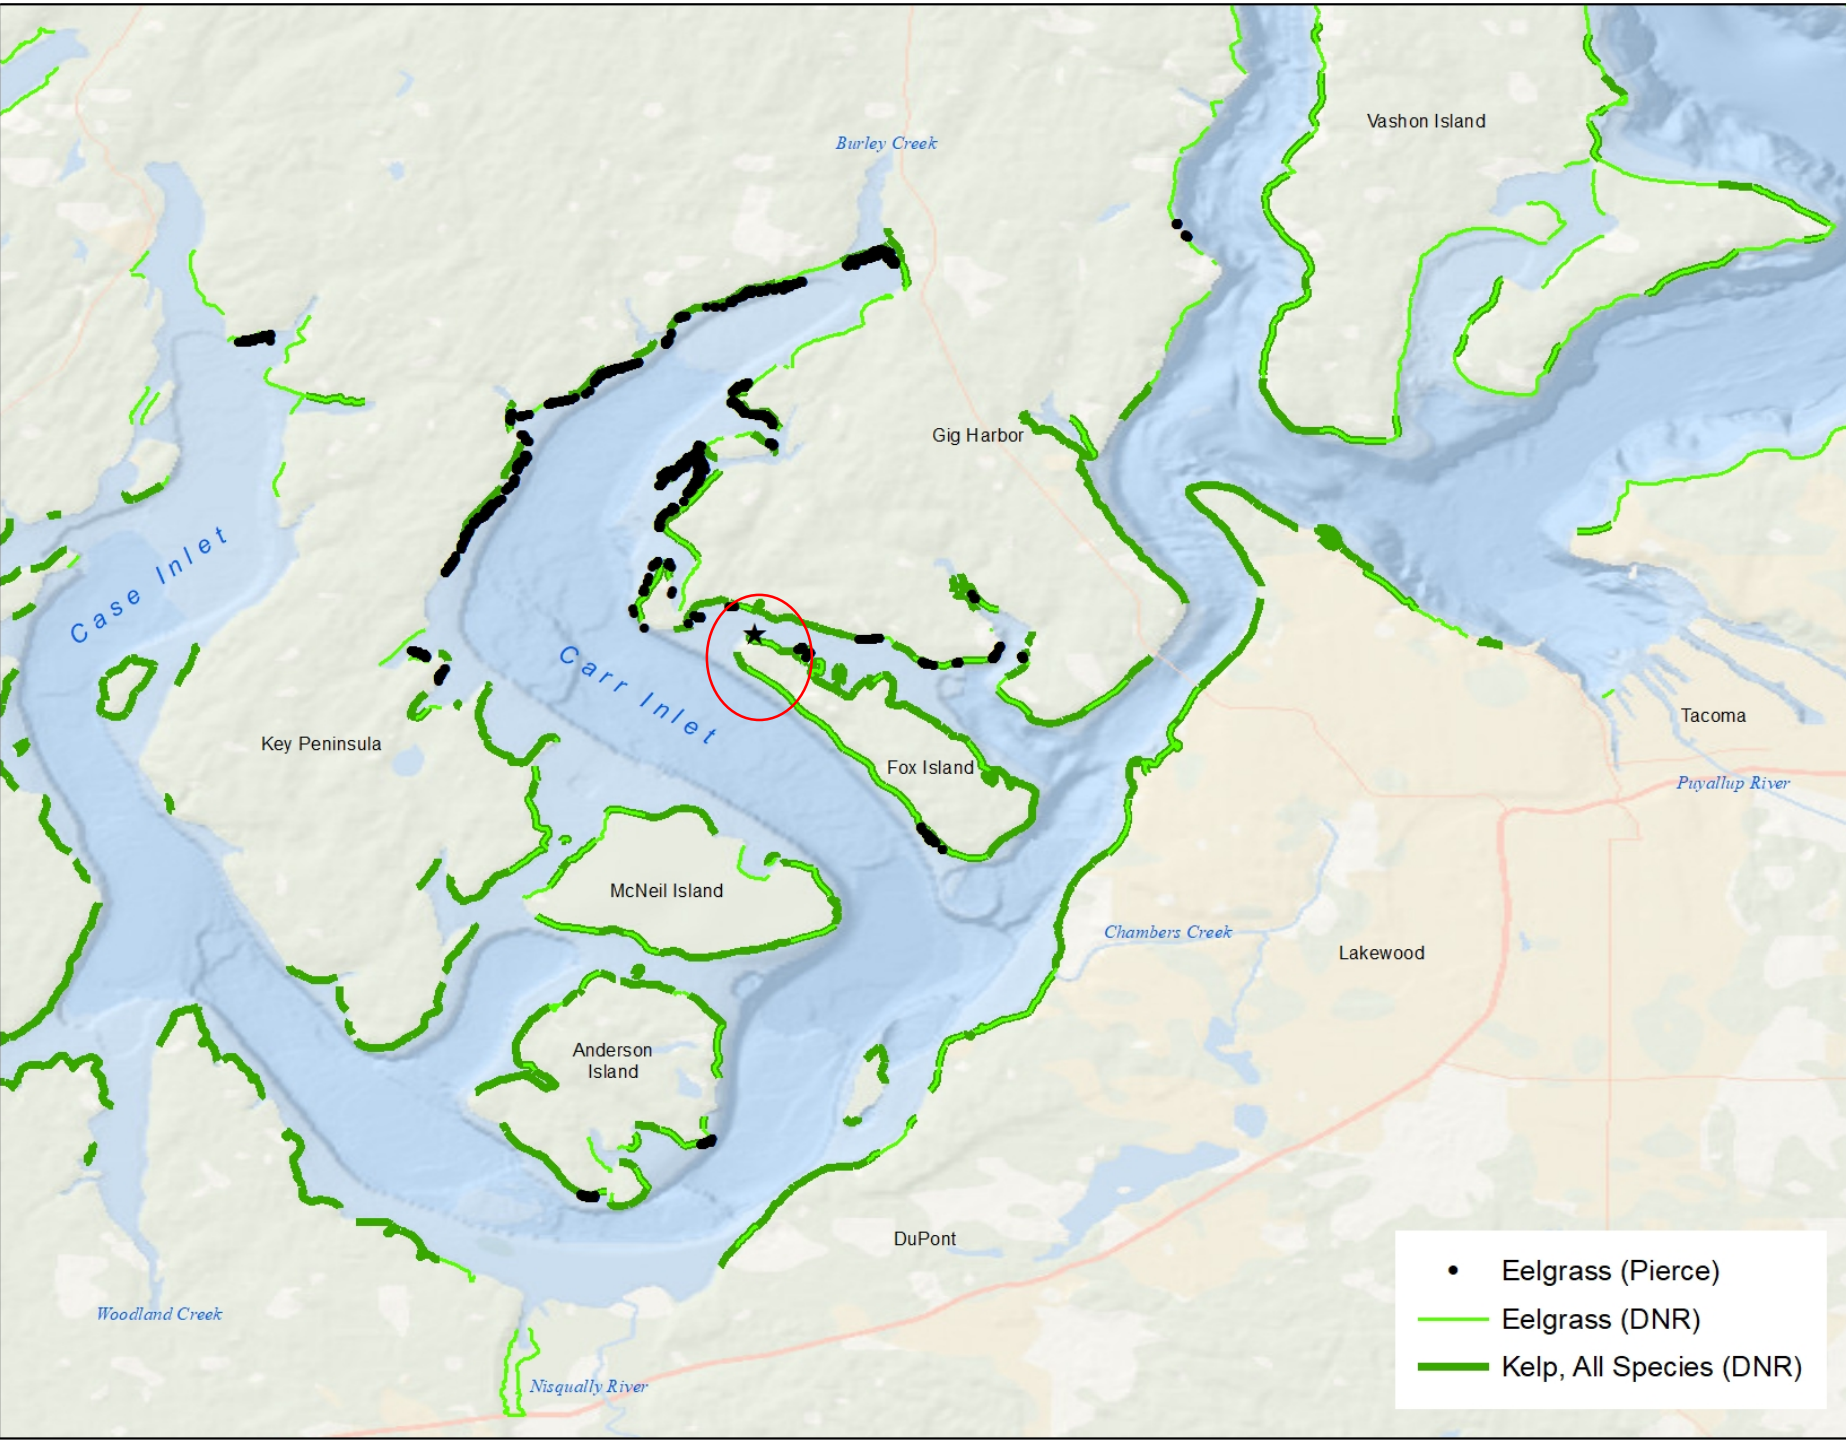 Vashon Island
Burley Creek
Gig Harbor
Case Inlet
Carr Inlet
Key Peninsula
Fox Island
Tacoma
Puyallup River
McNeil Island
Chambers Creek
Lakewood
Anderson
Island
DuPont
Woodland Creek
Nisqually River
Eelgrass (Pierce)
Eelgrass (DNR)
Kelp, All Species (DNR)